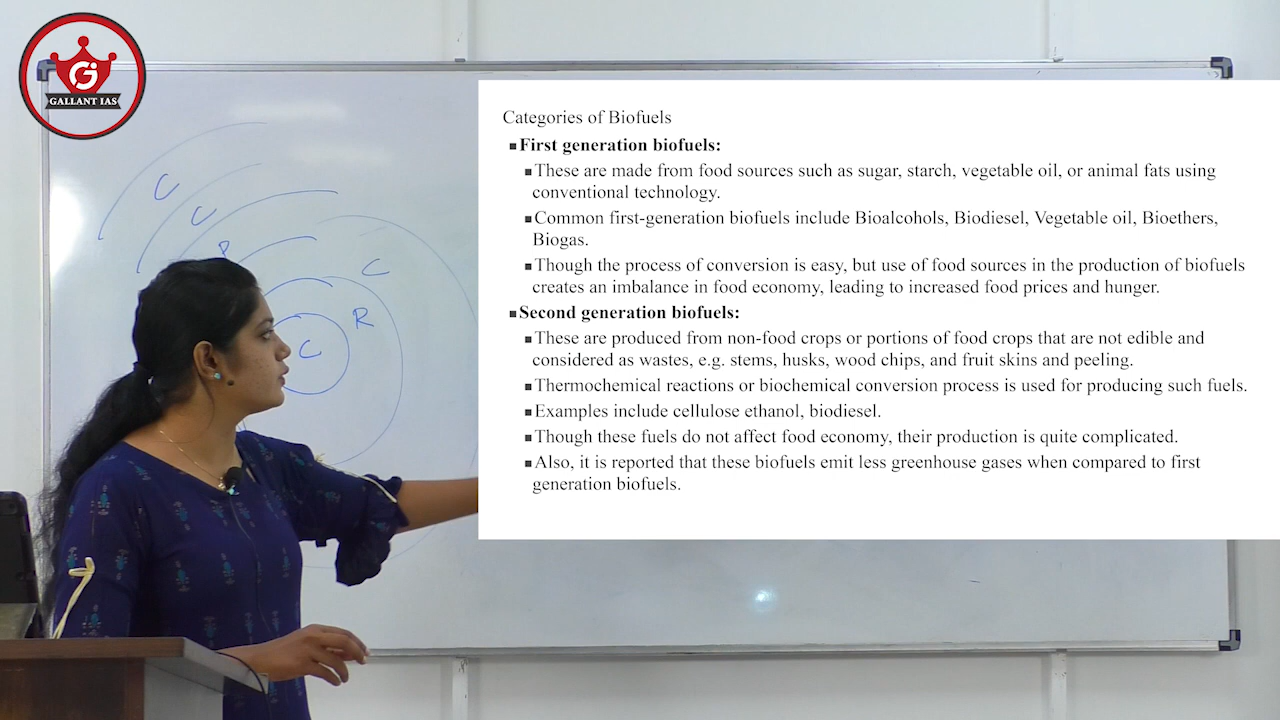 GALLANT IAS
Categories of Biofuels
▪First generation biofuels:
▪These are made from food sources such as sugar, starch, vegetable oil, or animal fats using
conventional technology.
▪Common first-generation biofuels include Bioalcohols, Biodiesel, Vegetable oil, Bioethers,
Biogas.
▪Though the process of conversion is easy, but use of food sources in the production of biofuels
creates an imbalance in food economy, leading to increased food prices and hunger.
▪Second generation biofuels:
▪These are produced from non-food crops or portions of food crops that are not edible and
considered as wastes, e.g. stems, husks, wood chips, and fruit skins and peeling.
▪Thermochemical reactions or biochemical conversion process is used for producing such fuels.
▪Examples include cellulose ethanol, biodiesel.
▪Though these fuels do not affect food economy, their production is quite complicated.
▪Also, it is reported that these biofuels emit less greenhouse gases when compared to first
generation biofuels.
C
C
R
C
R
C